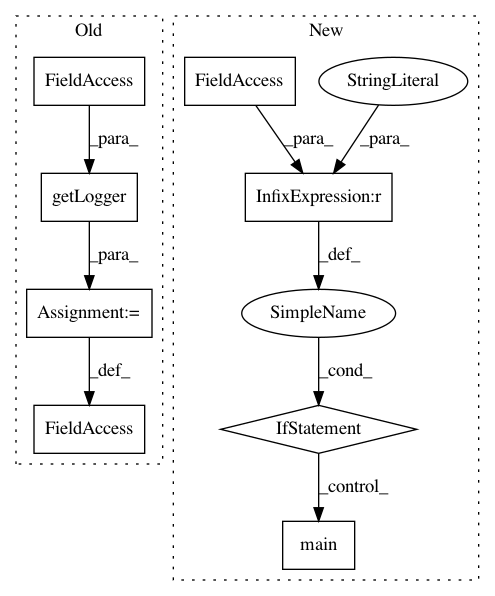 Old
New
FieldAccess
FieldAccess
StringLiteral
_para_
_para_
_para_
getLogger
InfixExpression:r
_para_
_def_
Assignment:=
SimpleName
_def_
_cond_
FieldAccess
IfStatement
_control_
main